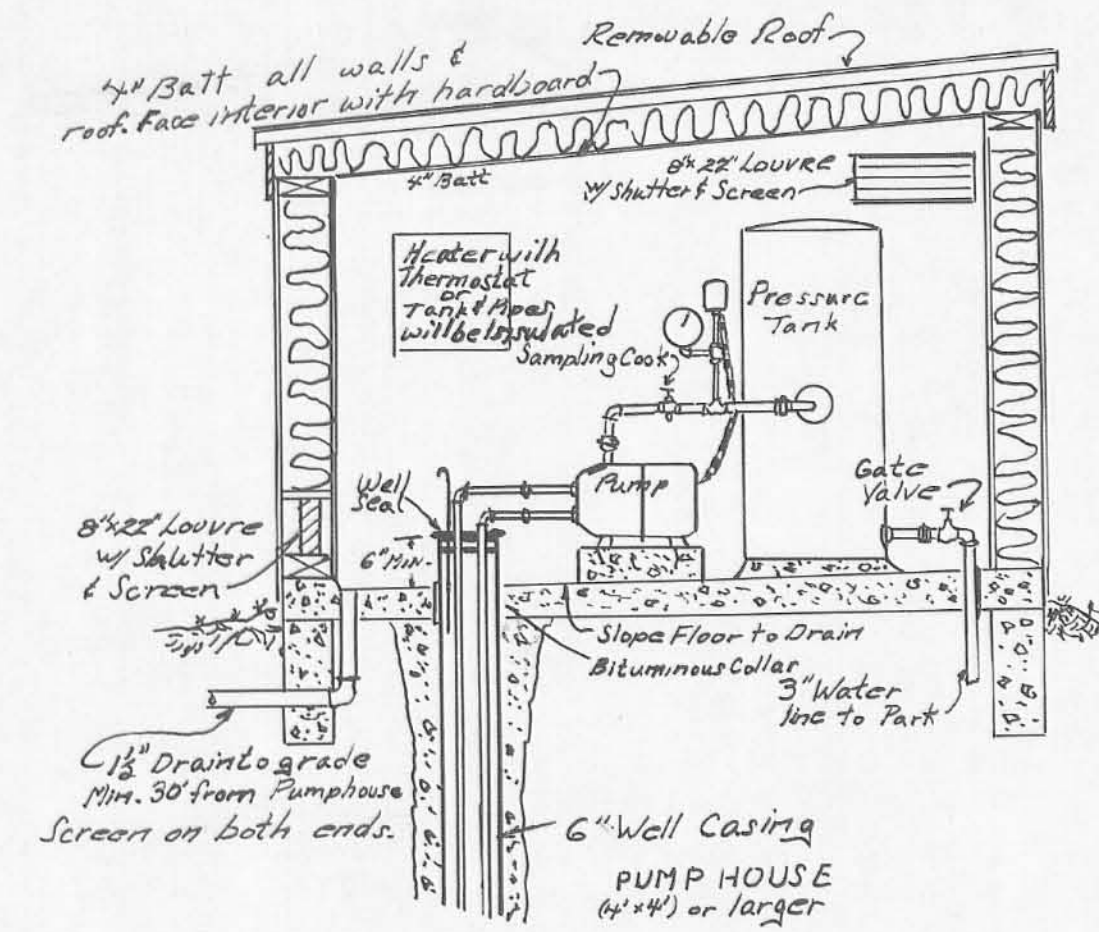 Removable Roof
4" Batt all walls &
roof. Face interior with hardboard
4" Batt
8"x 22" Louvre
w/ Shutter & Screen
Heater with
Thermostat
or
Tank & Pipes
will be Insulated
Pressure
Tank
Sampling Cock
Pump
Well
Seal
Gate
Valve
8"x22" Louvre
w/ Shlutter
& Screen
6" Min.
Slope Floor to Drain
Bituminous Collar
3" Water
line to Park
1½" Drain to grade
Min. 30' from Pumphouse
Screen on both ends.
6" Well Casing
PUMP HOUSE
(4' x 4') or larger